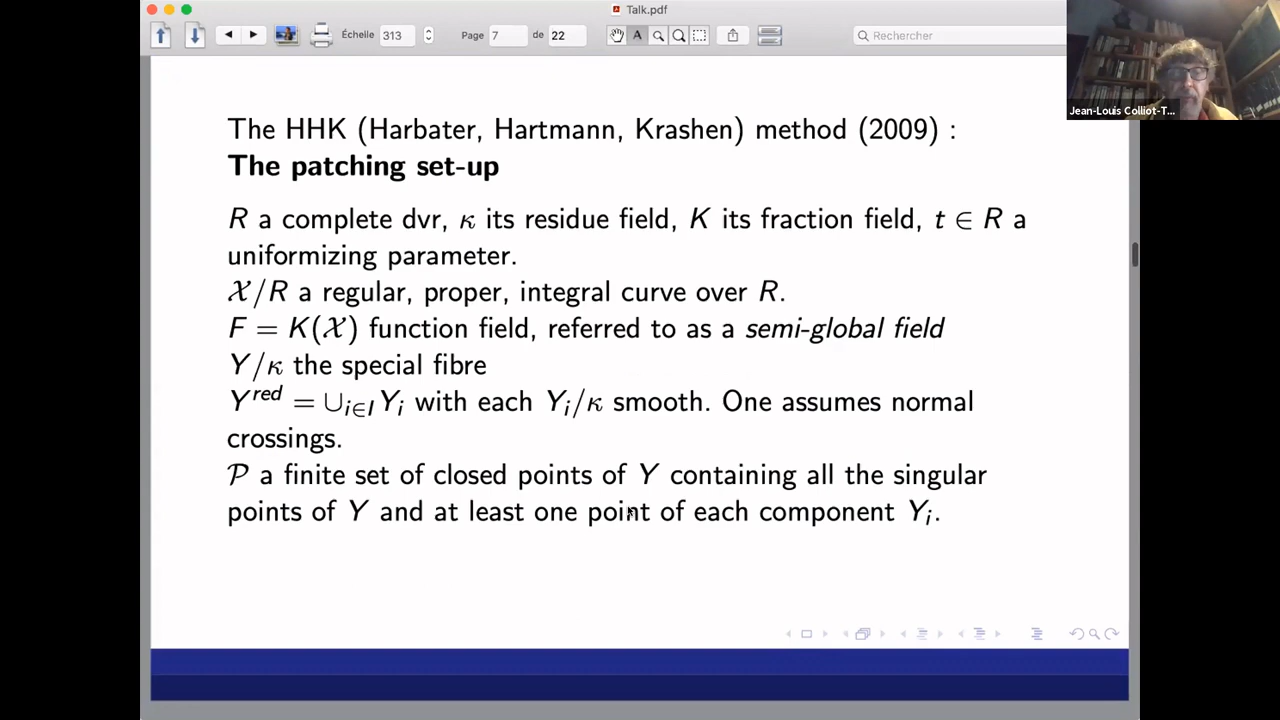 Talk.pdf
Échelle 313 Page 7 de 22 Rechercher
Jean-Louis Colliot-T...
The HHK (Harbater, Hartmann, Krashen) method (2009) :
The patching set-up
R a complete dvr, κ its residue field, K its fraction field, t ∈ R a
uniformizing parameter.
𝒳/R a regular, proper, integral curve over R.
F = K(𝒳) function field, referred to as a semi-global field
Y/κ the special fibre
Y^red = ∪_{i∈I} Y_i with each Y_i/κ smooth. One assumes normal
crossings.
𝒫 a finite set of closed points of Y containing all the singular
points of Y and at least one point of each component Y_i.